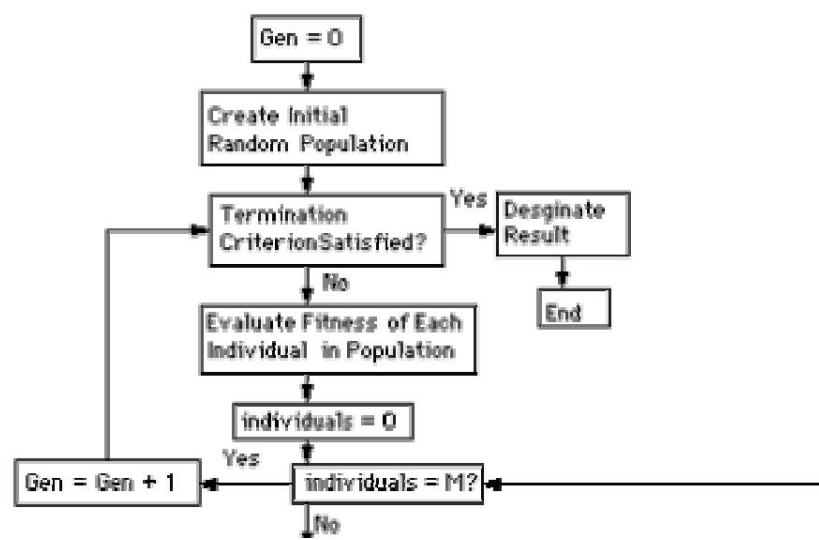 Gen = 0
Create Initial
Random Population
Termination
CriterionSatisfied?
Yes
Desginate
Result
End
No
Evaluate Fitness of Each
Individual in Population
individuals = 0
Yes
Gen = Gen + 1
individuals = M?
No